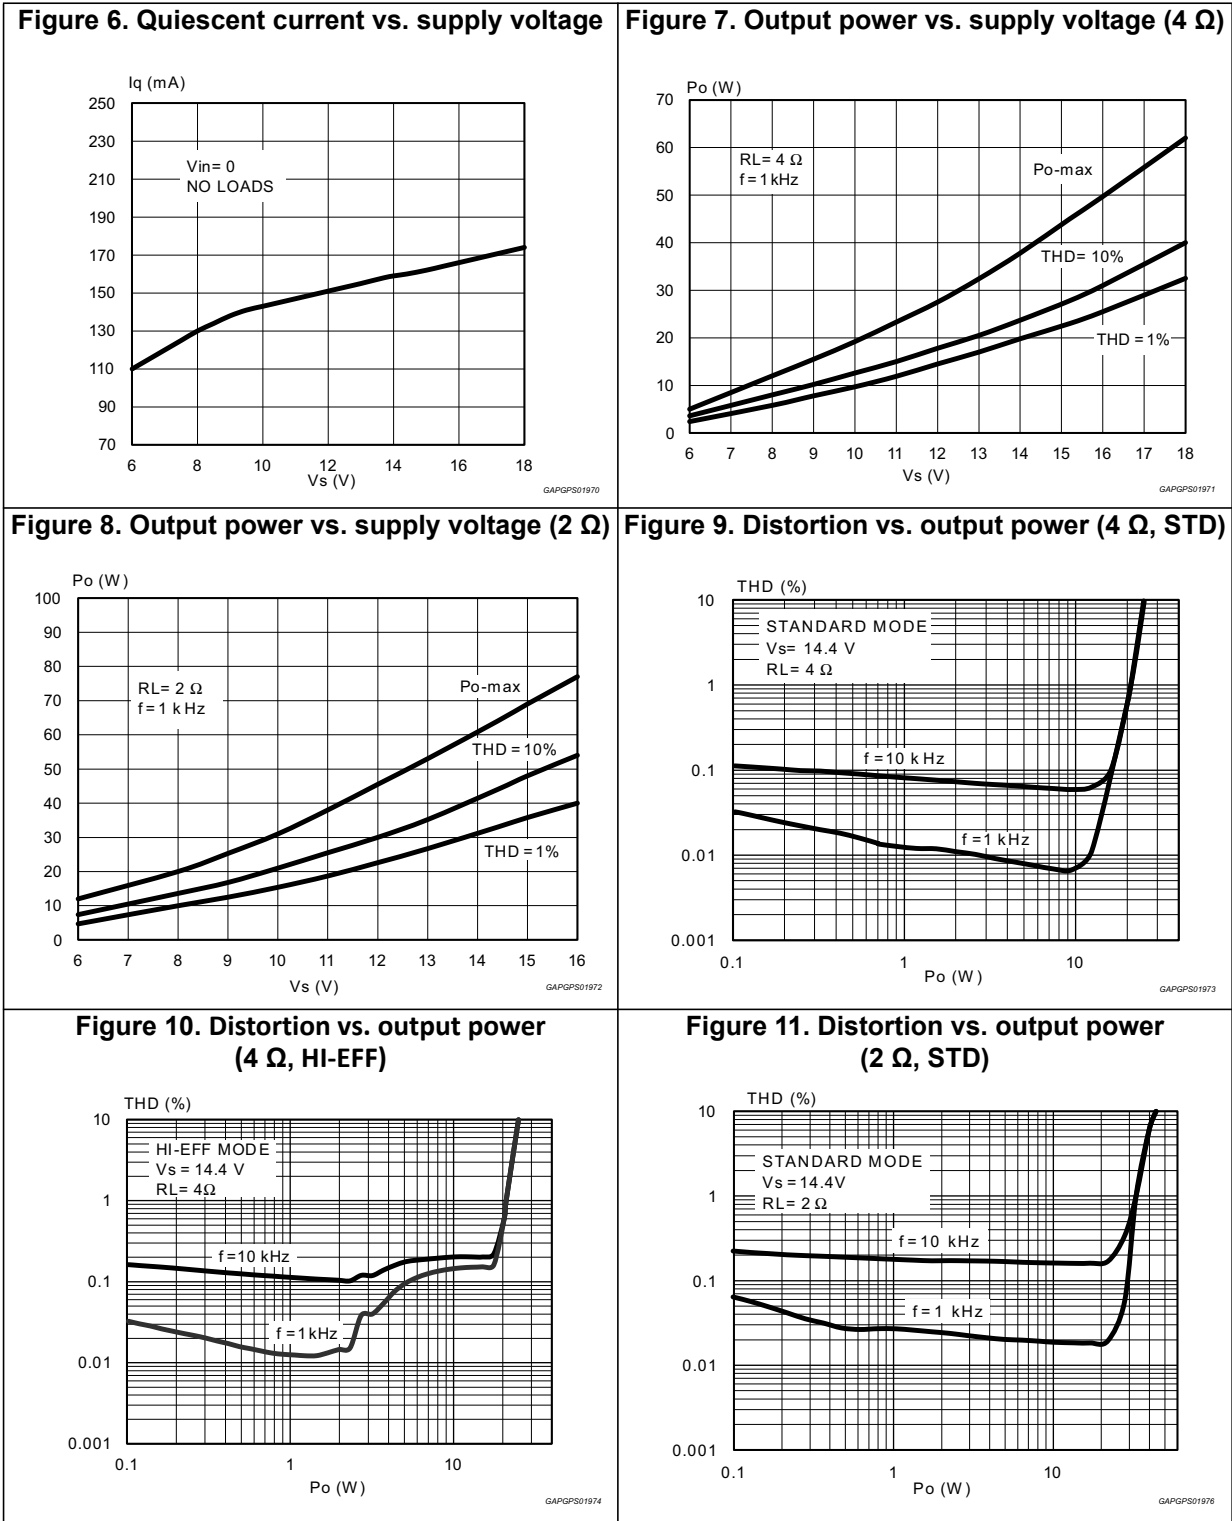 Figure 6. Quiescent current vs. supply voltage
Iq (mA)
250
230
210
190
170
150
130
110
90
70
Vin= 0
NO LOADS
6 8 10 12 14 16 18
Vs (V)
GAPGPS01970
Figure 7. Output power vs. supply voltage (4 Ω)
Po (W)
70
60
50
40
30
20
10
0
RL= 4 Ω
f = 1 kHz
Po-max
THD= 10%
THD = 1%
6 7 8 9 10 11 12 13 14 15 16 17 18
Vs (V)
GAPGPS01971
Figure 8. Output power vs. supply voltage (2 Ω)
Po (W)
100
90
80
70
60
50
40
30
20
10
0
RL= 2 Ω
f = 1 kHz
Po-max
THD = 10%
THD = 1%
6 7 8 9 10 11 12 13 14 15 16
Vs (V)
GAPGPS01972
Figure 9. Distortion vs. output power (4 Ω, STD)
THD (%)
10
1
0.1
0.01
0.001
STANDARD MODE
Vs= 14.4 V
RL= 4 Ω
f = 10 kHz
f = 1 kHz
0.1 1 10
Po (W)
GAPGPS01973
Figure 10. Distortion vs. output power
(4 Ω, HI-EFF)
THD (%)
10
1
0.1
0.01
0.001
HI-EFF MODE
Vs = 14.4 V
RL= 4Ω
f = 10 kHz
f = 1 kHz
0.1 1 10
Po (W)
GAPGPS01974
Figure 11. Distortion vs. output power
(2 Ω, STD)
THD (%)
10
1
0.1
0.01
0.001
STANDARD MODE
Vs = 14.4V
RL= 2 Ω
f = 10 kHz
f = 1 kHz
0.1 1 10
Po (W)
GAPGPS01976